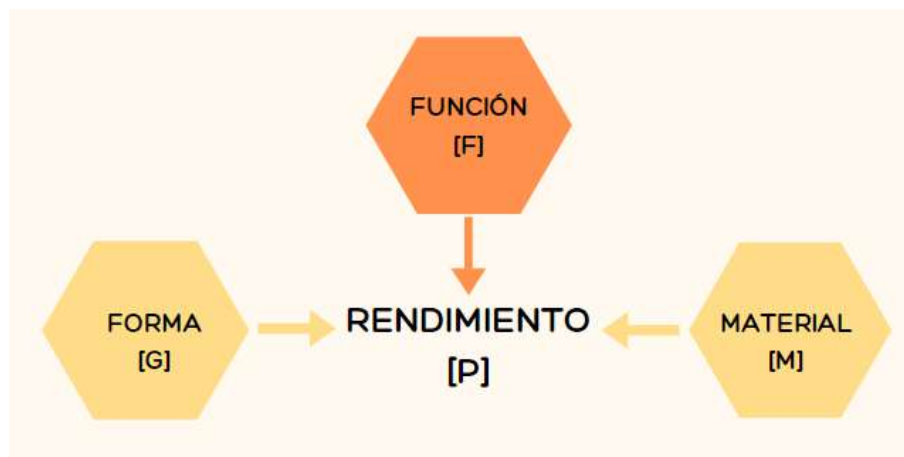 FUNCIÓN
[F]
FORMA
[G]
RENDIMIENTO
[P]
MATERIAL
[M]